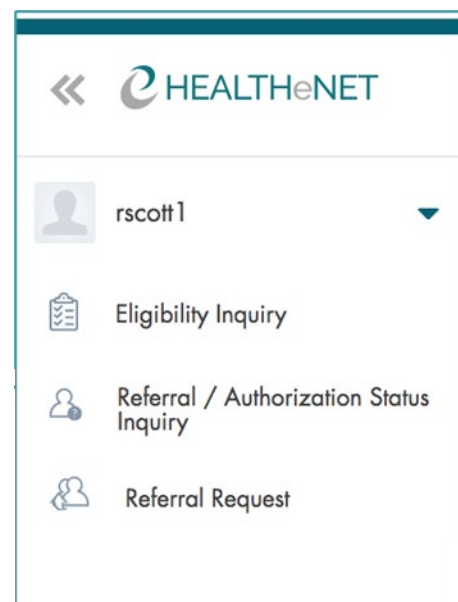 HEALTHeNET
rscott1
Eligibility Inquiry
Referral / Authorization Status
Inquiry
Referral Request